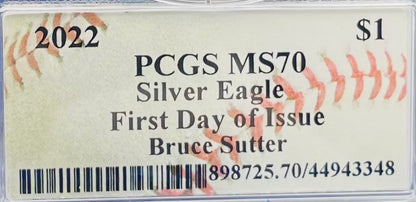 2022 $1
PCGS MS70
Silver Eagle
First Day of Issue
Bruce Sutter
898725.70/44943348